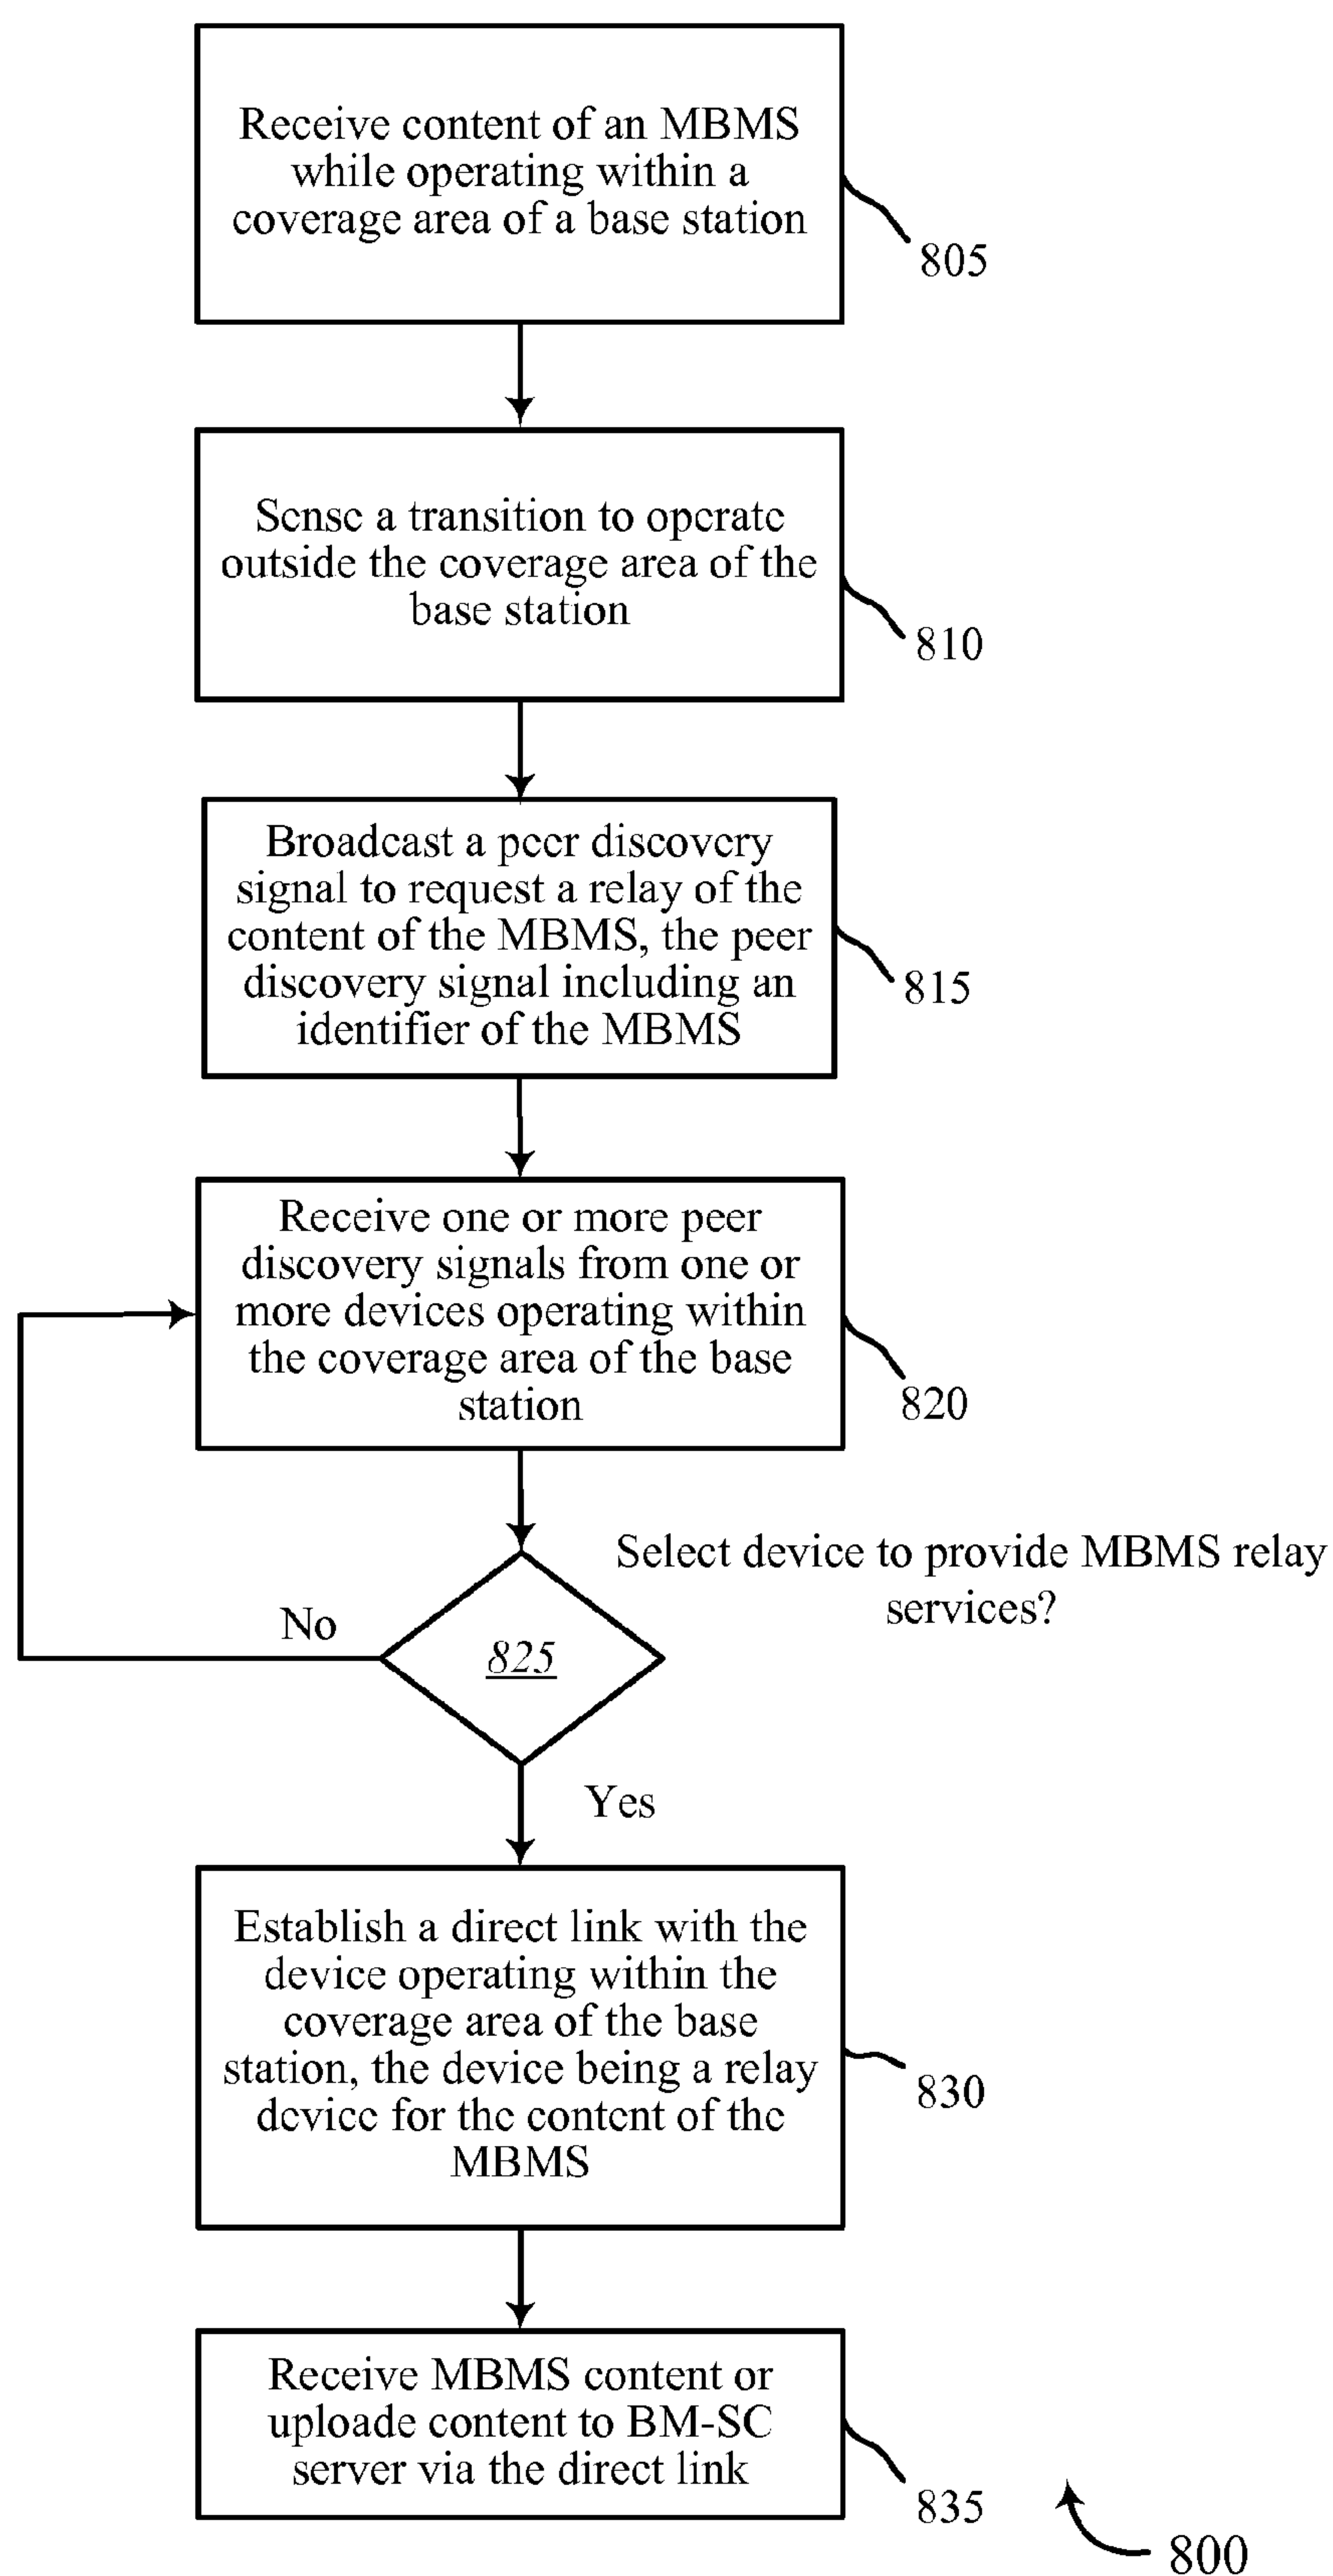 Receive content of an MBMS
while operating within a
coverage area of a base station
805
Sense a transition to operate
outside the coverage area of the
base station
810
Broadcast a peer discovery
signal to request a relay of the
content of the MBMS, the peer
discovery signal including an
identifier of the MBMS
815
Receive one or more peer
discovery signals from one or
more devices operating within
the coverage area of the base
station
820
Select device to provide MBMS relay
services?
No
825
Yes
Establish a direct link with the
device operating within the
coverage area of the base
station, the device being a relay
device for the content of the
MBMS
830
Receive MBMS content or
uploade content to BM-SC
server via the direct link
835
800